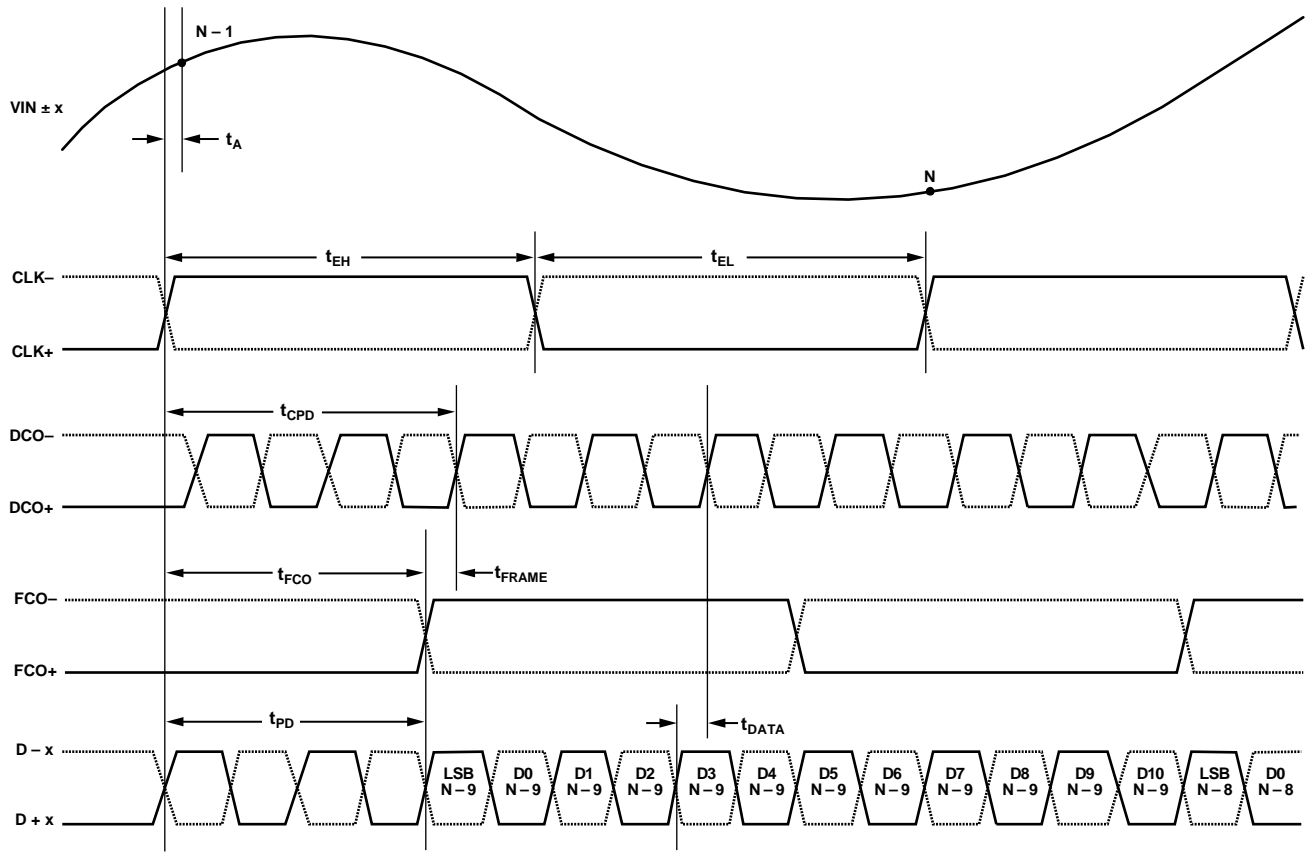 N – 1
VIN ± x
tA
N
tEH
tEL
CLK–
CLK+
tCPD
DCO–
DCO+
tFCO
tFRAME
FCO–
FCO+
tPD
tDATA
D – x
LSB N – 9
D0 N – 9
D1 N – 9
D2 N – 9
D3 N – 9
D4 N – 9
D5 N – 9
D6 N – 9
D7 N – 9
D8 N – 9
D9 N – 9
D10 N – 9
LSB N – 8
D0 N – 8
D + x